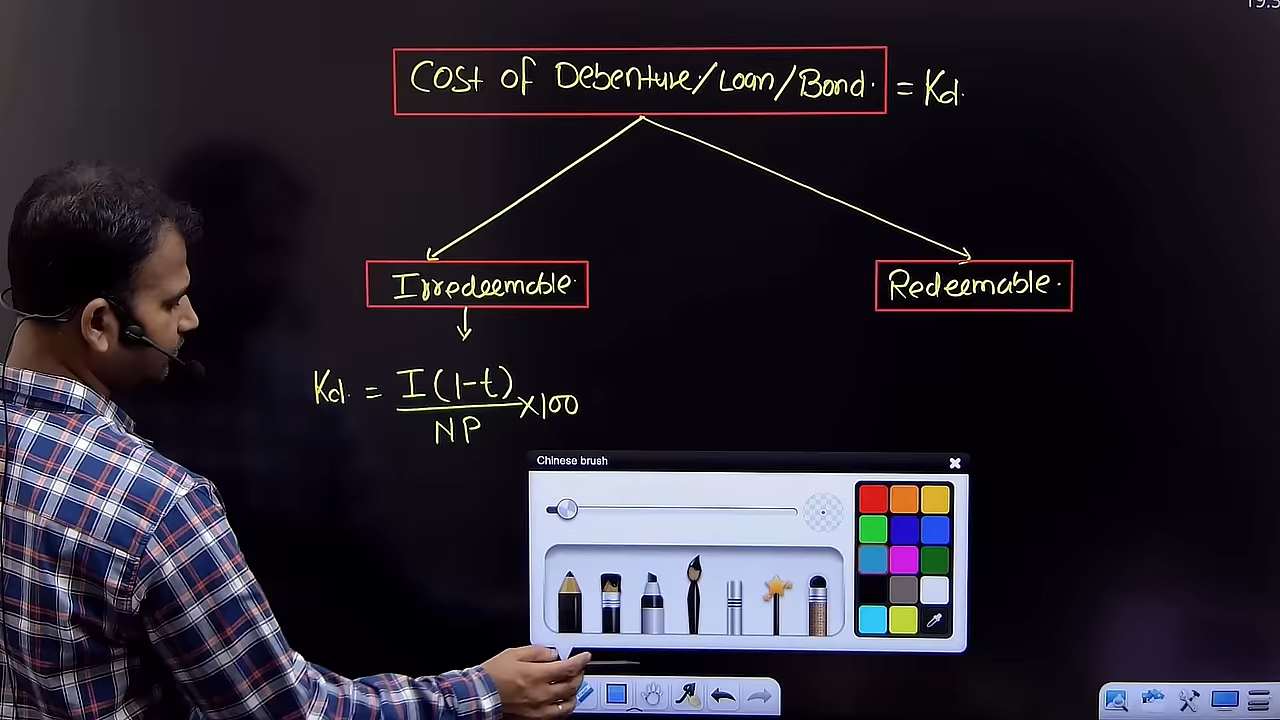 Cost of Debenture/Loan/Bond. = Kd.
Irredeemable.
Redeemable.
Kd. = I(1-t)
NP
×100
Chinese brush